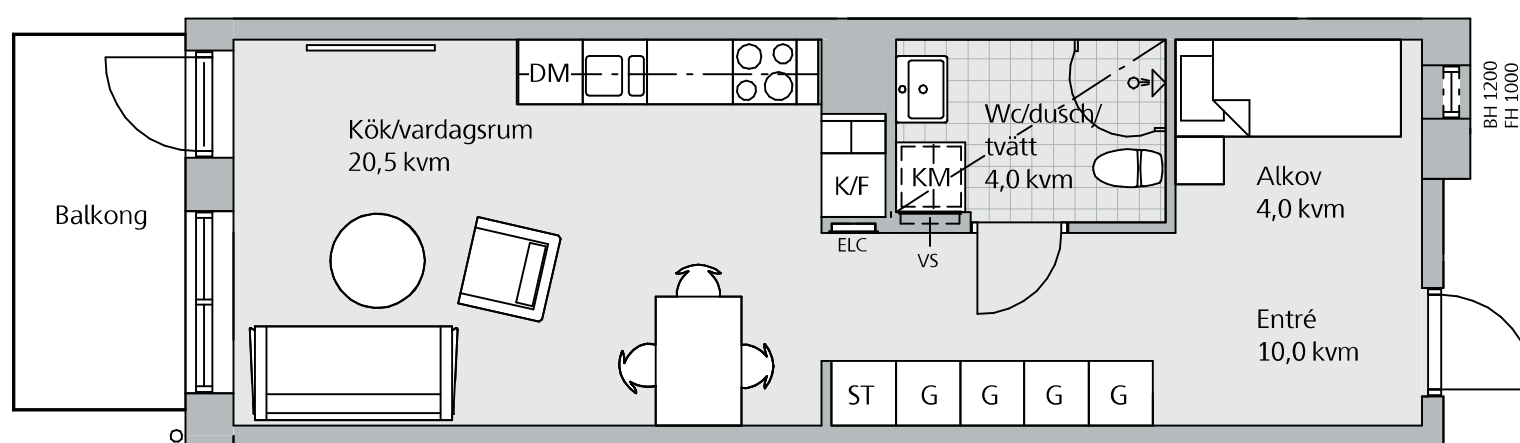 DM
Kök/vardagsrum
20,5 kvm
Balkong
K/F
ELC
KM
VS
Wc/dusch/
tvätt
4,0 kvm
Alkov
4,0 kvm
BH 1200
FH 1000
Entré
10,0 kvm
ST
G
G
G
G